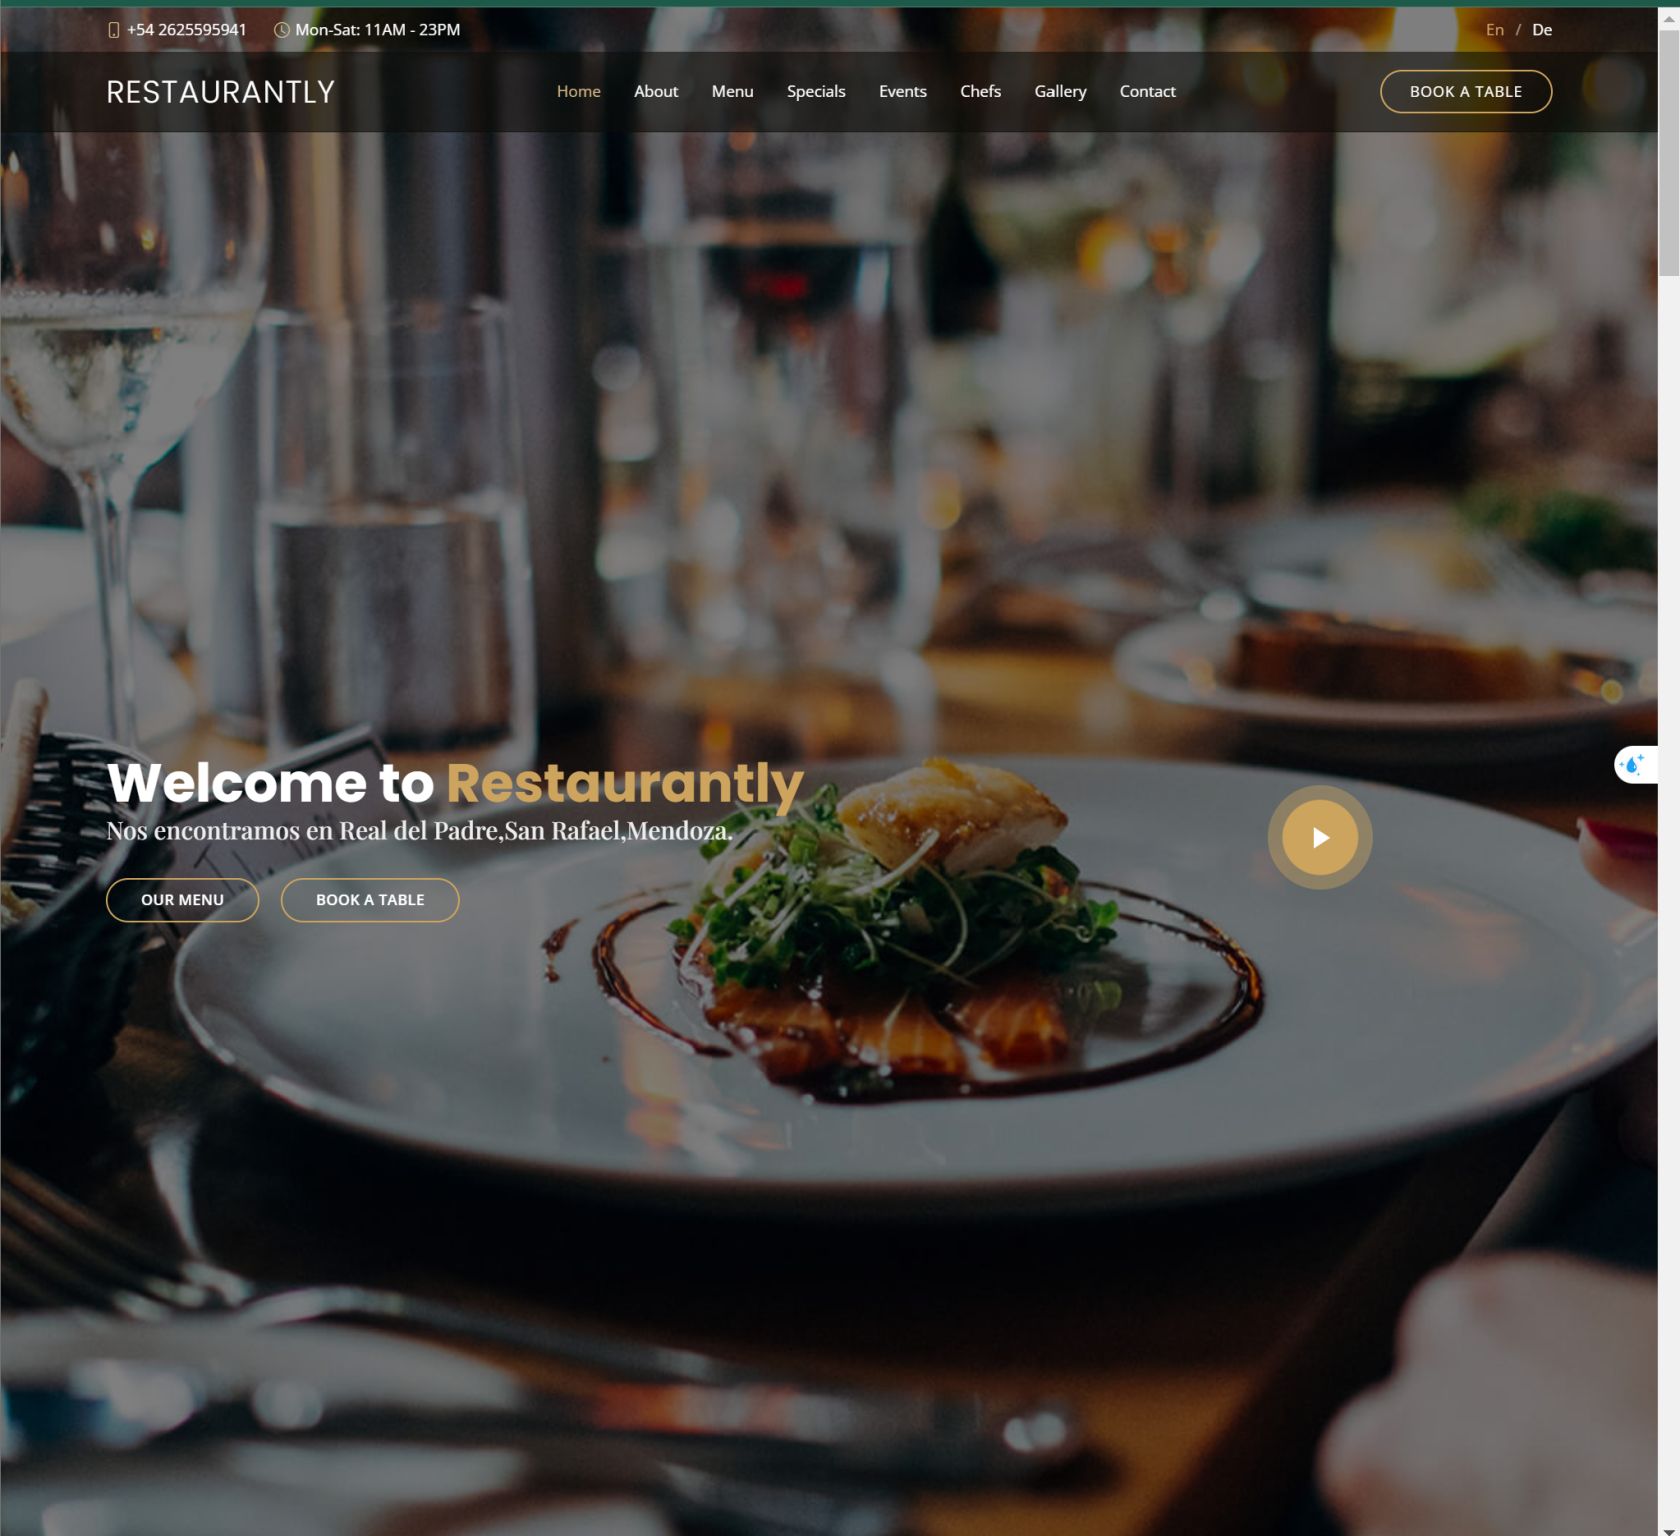 +54 2625595941 Mon-Sat: 11AM - 23PM En / De
RESTAURANTLY Home About Menu Specials Events Chefs Gallery Contact BOOK A TABLE
Welcome to Restaurantly
Nos encontramos en Real del Padre,San Rafael,Mendoza.
OUR MENU BOOK A TABLE